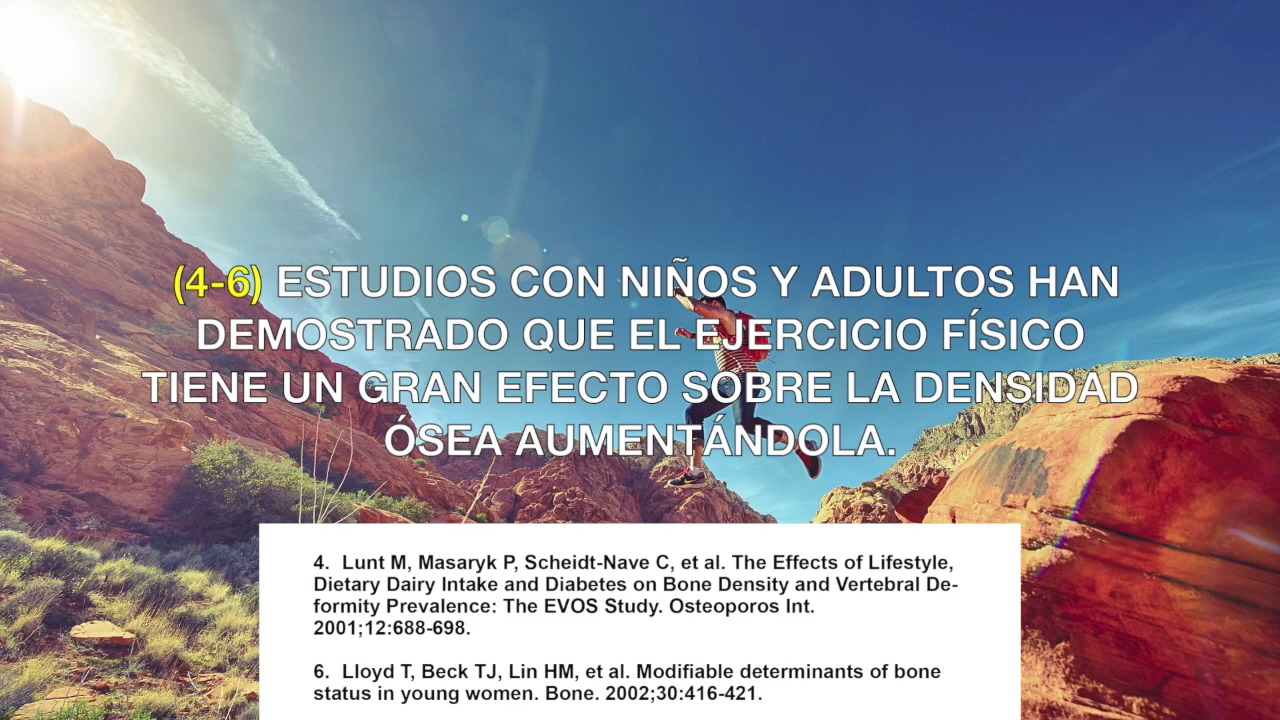 (4-6) ESTUDIOS CON NIÑOS Y ADULTOS HAN
DEMOSTRADO QUE EL EJERCICIO FÍSICO
TIENE UN GRAN EFECTO SOBRE LA DENSIDAD
ÓSEA AUMENTÁNDOLA.
4. Lunt M, Masaryk P, Scheidt-Nave C, et al. The Effects of Lifestyle,
Dietary Dairy Intake and Diabetes on Bone Density and Vertebral De-
formity Prevalence: The EVOS Study. Osteoporos Int.
2001;12:688-698.
6. Lloyd T, Beck TJ, Lin HM, et al. Modifiable determinants of bone
status in young women. Bone. 2002;30:416-421.